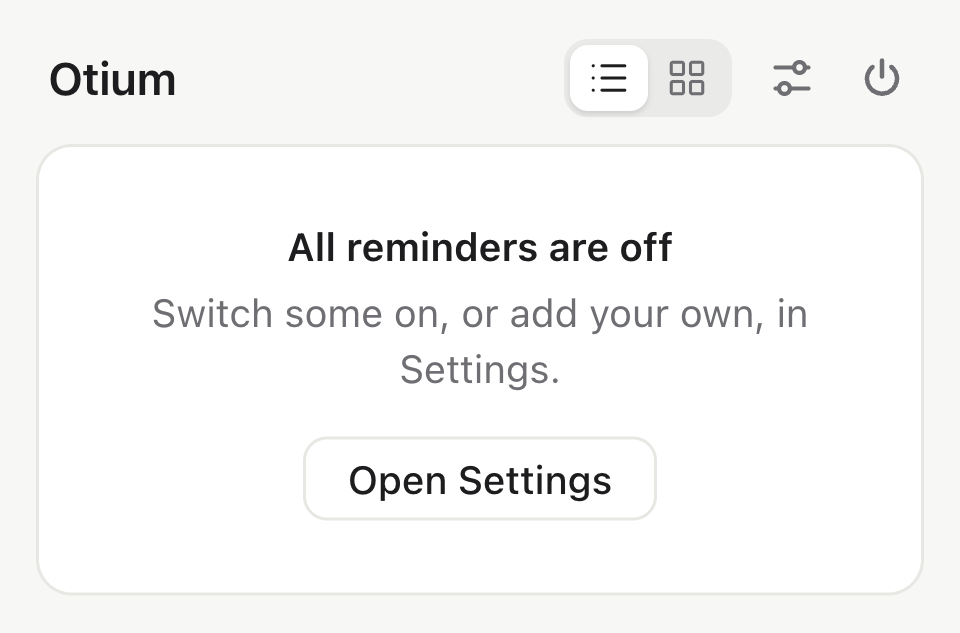 Otium
All reminders are off
Switch some on, or add your own, in
Settings.
Open Settings